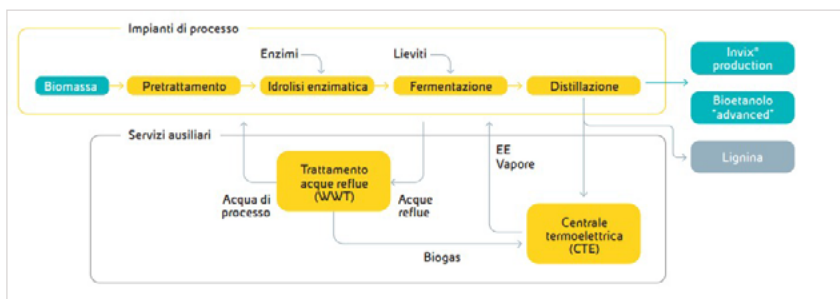 Impianti di processo
Enzimi
Lieviti
Biomassa
Pretrattamento
Idrolisi enzimatica
Fermentazione
Distillazione
Invix®
production
Bioetanolo
"advanced"
Lignina
Servizi ausiliari
Trattamento
acque reflue
(WWT)
Acqua di
processo
Acque
reflue
EE
Vapore
Centrale
termoelettrica
(CTE)
Biogas